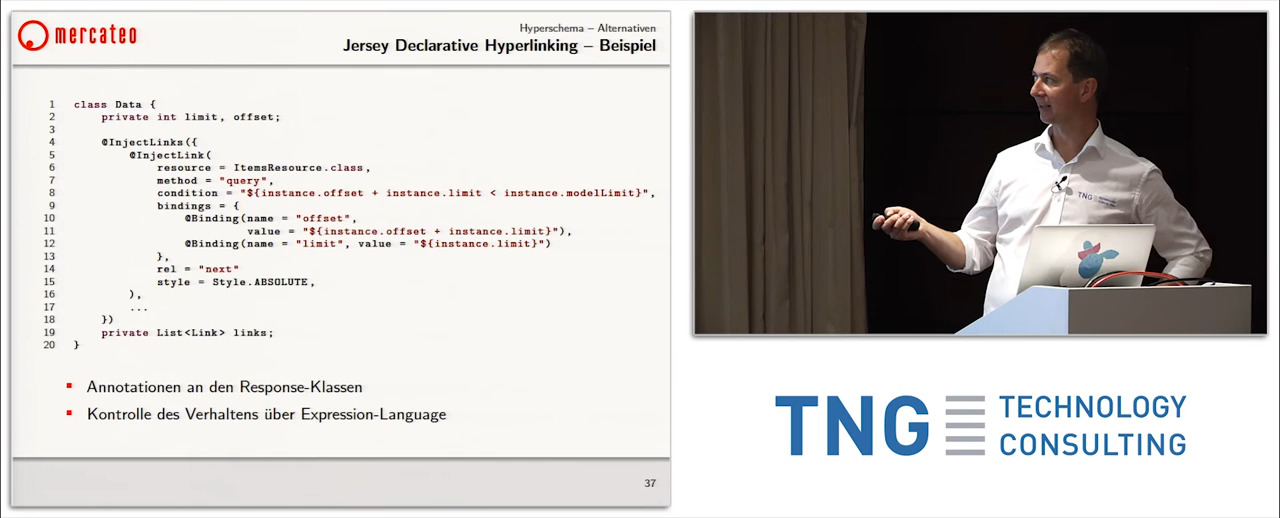 mercateo
Hyperschema – Alternativen
Jersey Declarative Hyperlinking – Beispiel
1 class Data {
2 private int limit, offset;
3
4 @InjectLinks({
5 @InjectLink(
6 resource = ItemsResource.class,
7 method = "query",
8 condition = "${instance.offset + instance.limit < instance.modelLimit}",
9 bindings = {
10 @Binding(name = "offset",
11 value = "${instance.offset + instance.limit}"),
12 @Binding(name = "limit", value = "${instance.limit}")
13 },
14 rel = "next"
15 style = Style.ABSOLUTE,
16 ),
17 ...
18 })
19 private List<Link> links;
20 }
Annotationen an den Response-Klassen
Kontrolle des Verhaltens über Expression-Language
37
TNG
TNG TECHNOLOGY
CONSULTING